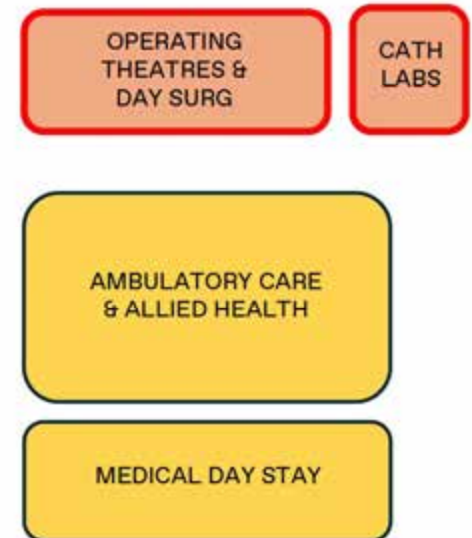 OPERATING
THEATRES &
DAY SURG
CATH
LABS
AMBULATORY CARE
& ALLIED HEALTH
MEDICAL DAY STAY